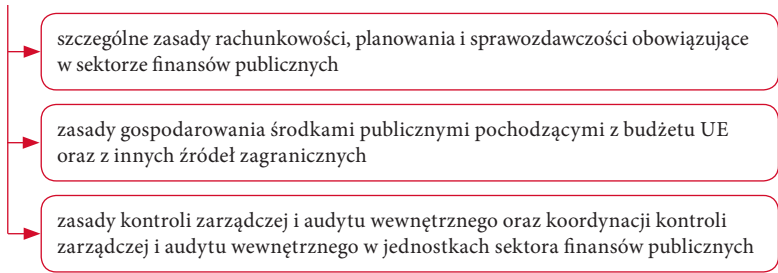 szczególne zasady rachunkowości, planowania i sprawozdawczości obowiązujące
w sektorze finansów publicznych
zasady gospodarowania środkami publicznymi pochodzącymi z budżetu UE
oraz z innych źródeł zagranicznych
zasady kontroli zarządczej i audytu wewnętrznego oraz koordynacji kontroli
zarządczej i audytu wewnętrznego w jednostkach sektora finansów publicznych